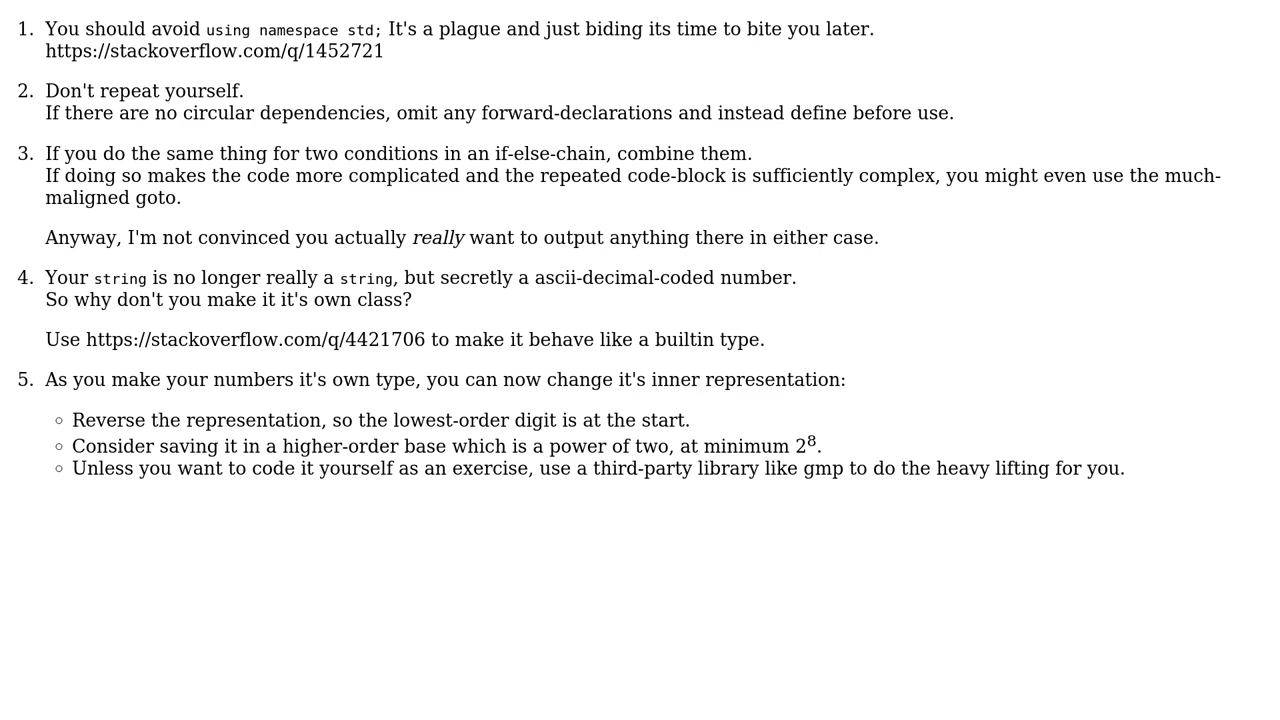 1. You should avoid using namespace std; It's a plague and just biding its time to bite you later.
https://stackoverflow.com/q/1452721
2. Don't repeat yourself.
If there are no circular dependencies, omit any forward-declarations and instead define before use.
3. If you do the same thing for two conditions in an if-else-chain, combine them.
If doing so makes the code more complicated and the repeated code-block is sufficiently complex, you might even use the much-
maligned goto.
Anyway, I'm not convinced you actually really want to output anything there in either case.
4. Your string is no longer really a string, but secretly a ascii-decimal-coded number.
So why don't you make it it's own class?
Use https://stackoverflow.com/q/4421706 to make it behave like a builtin type.
5. As you make your numbers it's own type, you can now change it's inner representation:
◦ Reverse the representation, so the lowest-order digit is at the start.
◦ Consider saving it in a higher-order base which is a power of two, at minimum 2⁸.
◦ Unless you want to code it yourself as an exercise, use a third-party library like gmp to do the heavy lifting for you.